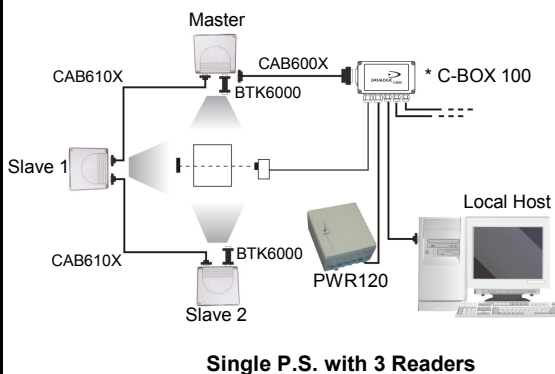 Master
CAB610X
CAB600X
BTK6000
DATALOGIC
* C-BOX 100
Slave 1
Local Host
CAB610X
BTK6000
PWR120
Slave 2
Single P.S. with 3 Readers